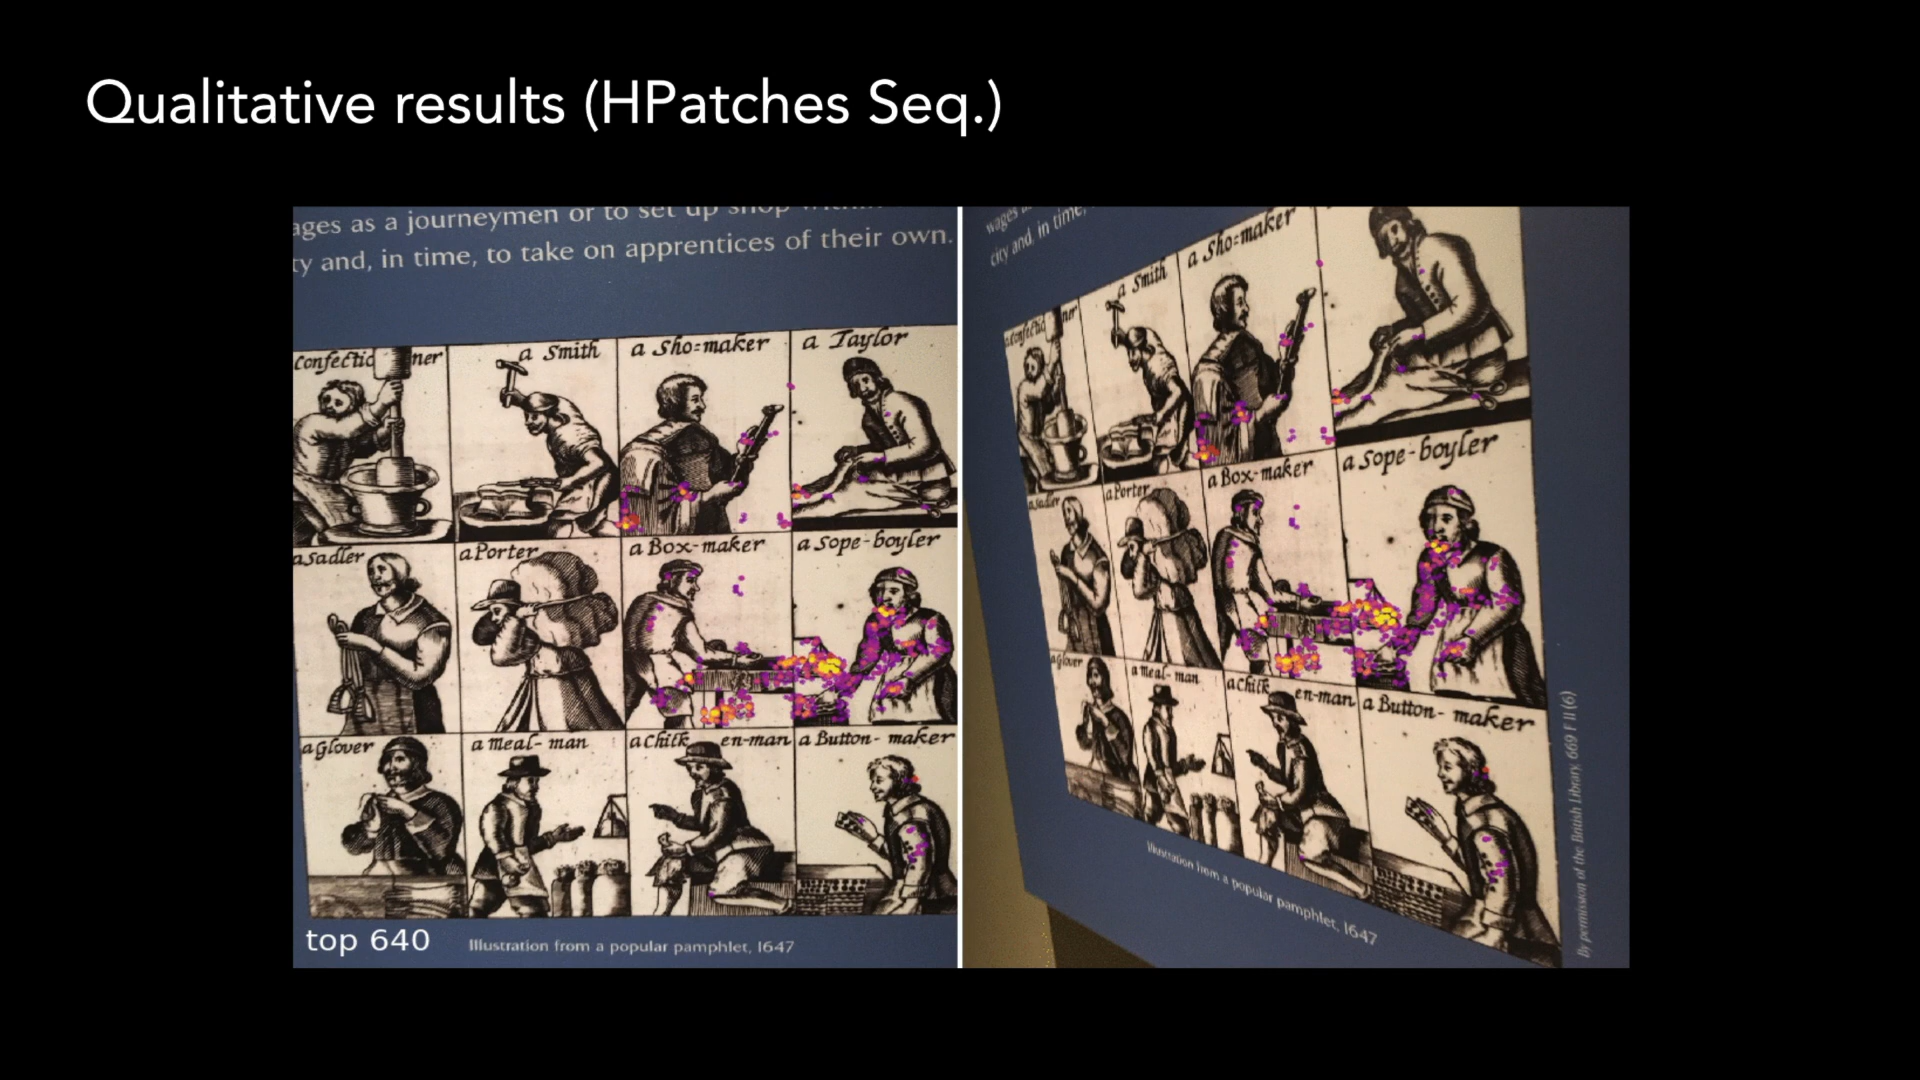 Qualitative results (HPatches Seq.)
ages as a journeymen or to set up shop
ty and, in time, to take on apprentices of their own.
Confectio ner
a Smith
a Sho=maker
a Taylor
a Sadler
a Porter
a Box-maker
a Sope-boyler
a Glover
a meal-man
a Chick en-man
a Button-maker
top 640
Illustration from a popular pamphlet, 1647
wages
city and, in time,
a Confectio ner
a Smith
a Sho=maker
a Sadler
a Porter
a Box-maker
a Sope-boyler
a Glover
a meal-man
a Chick en-man
a Button-maker
Illustration from a popular pamphlet, 1647
By permission of the British Library, 669 F 11 (6)